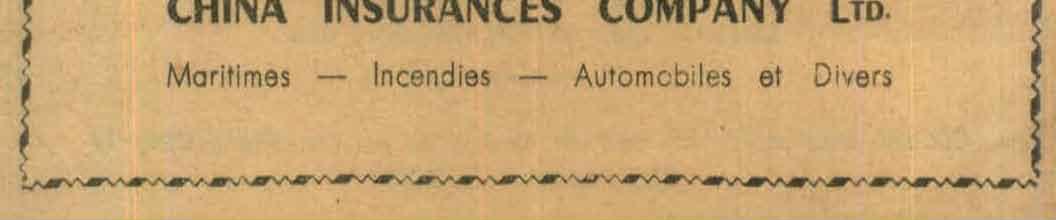 CHINA INSURANCES COMPANY LTD.
Maritimes — Incendies — Automobiles et Divers